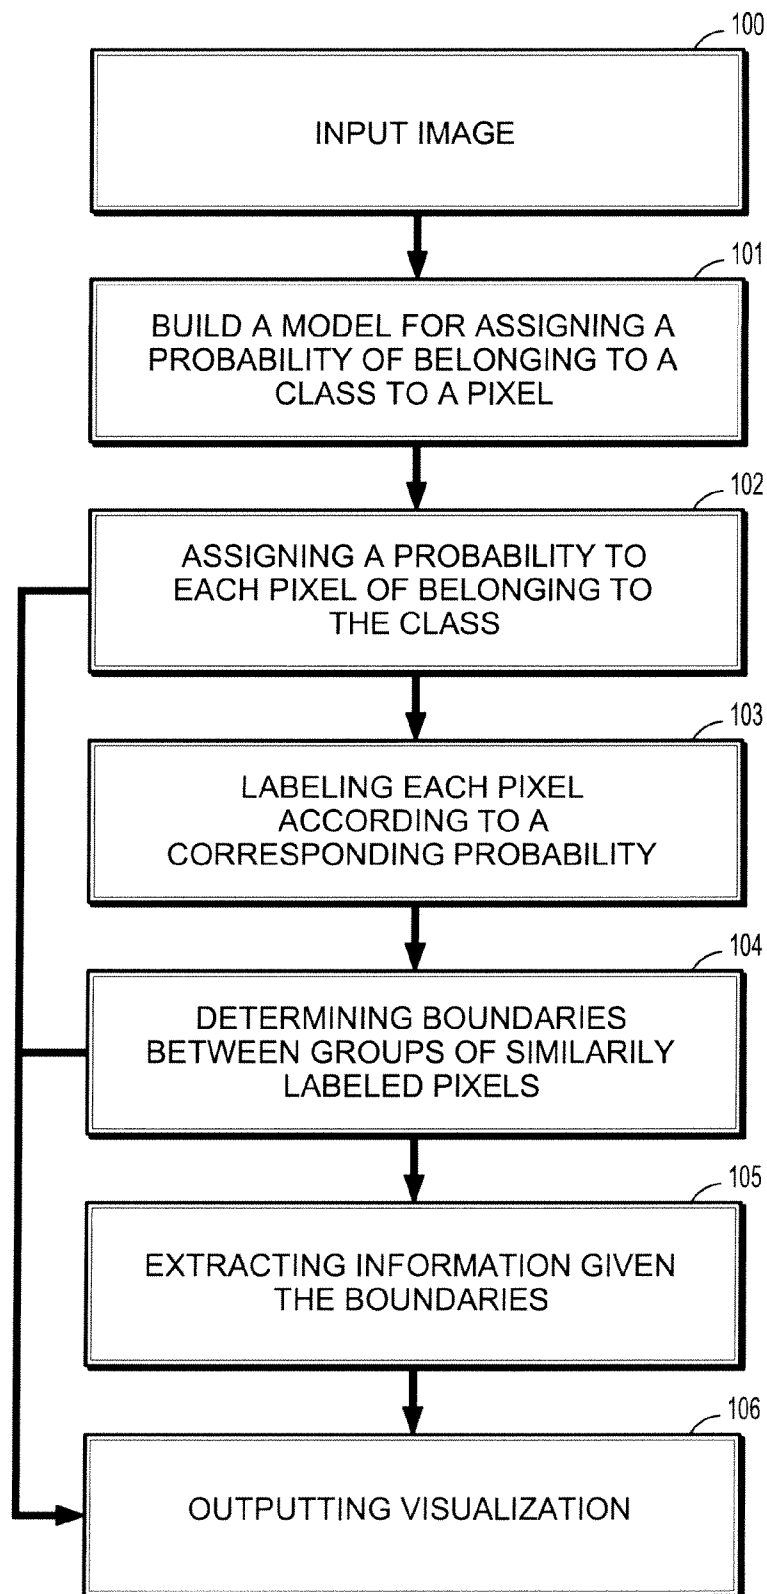 100
INPUT IMAGE
101
BUILD A MODEL FOR ASSIGNING A
PROBABILITY OF BELONGING TO A
CLASS TO A PIXEL
102
ASSIGNING A PROBABILITY TO
EACH PIXEL OF BELONGING TO
THE CLASS
103
LABELING EACH PIXEL
ACCORDING TO A
CORRESPONDING PROBABILITY
104
DETERMINING BOUNDARIES
BETWEEN GROUPS OF SIMILARILY
LABELED PIXELS
105
EXTRACTING INFORMATION GIVEN
THE BOUNDARIES
106
OUTPUTTING VISUALIZATION